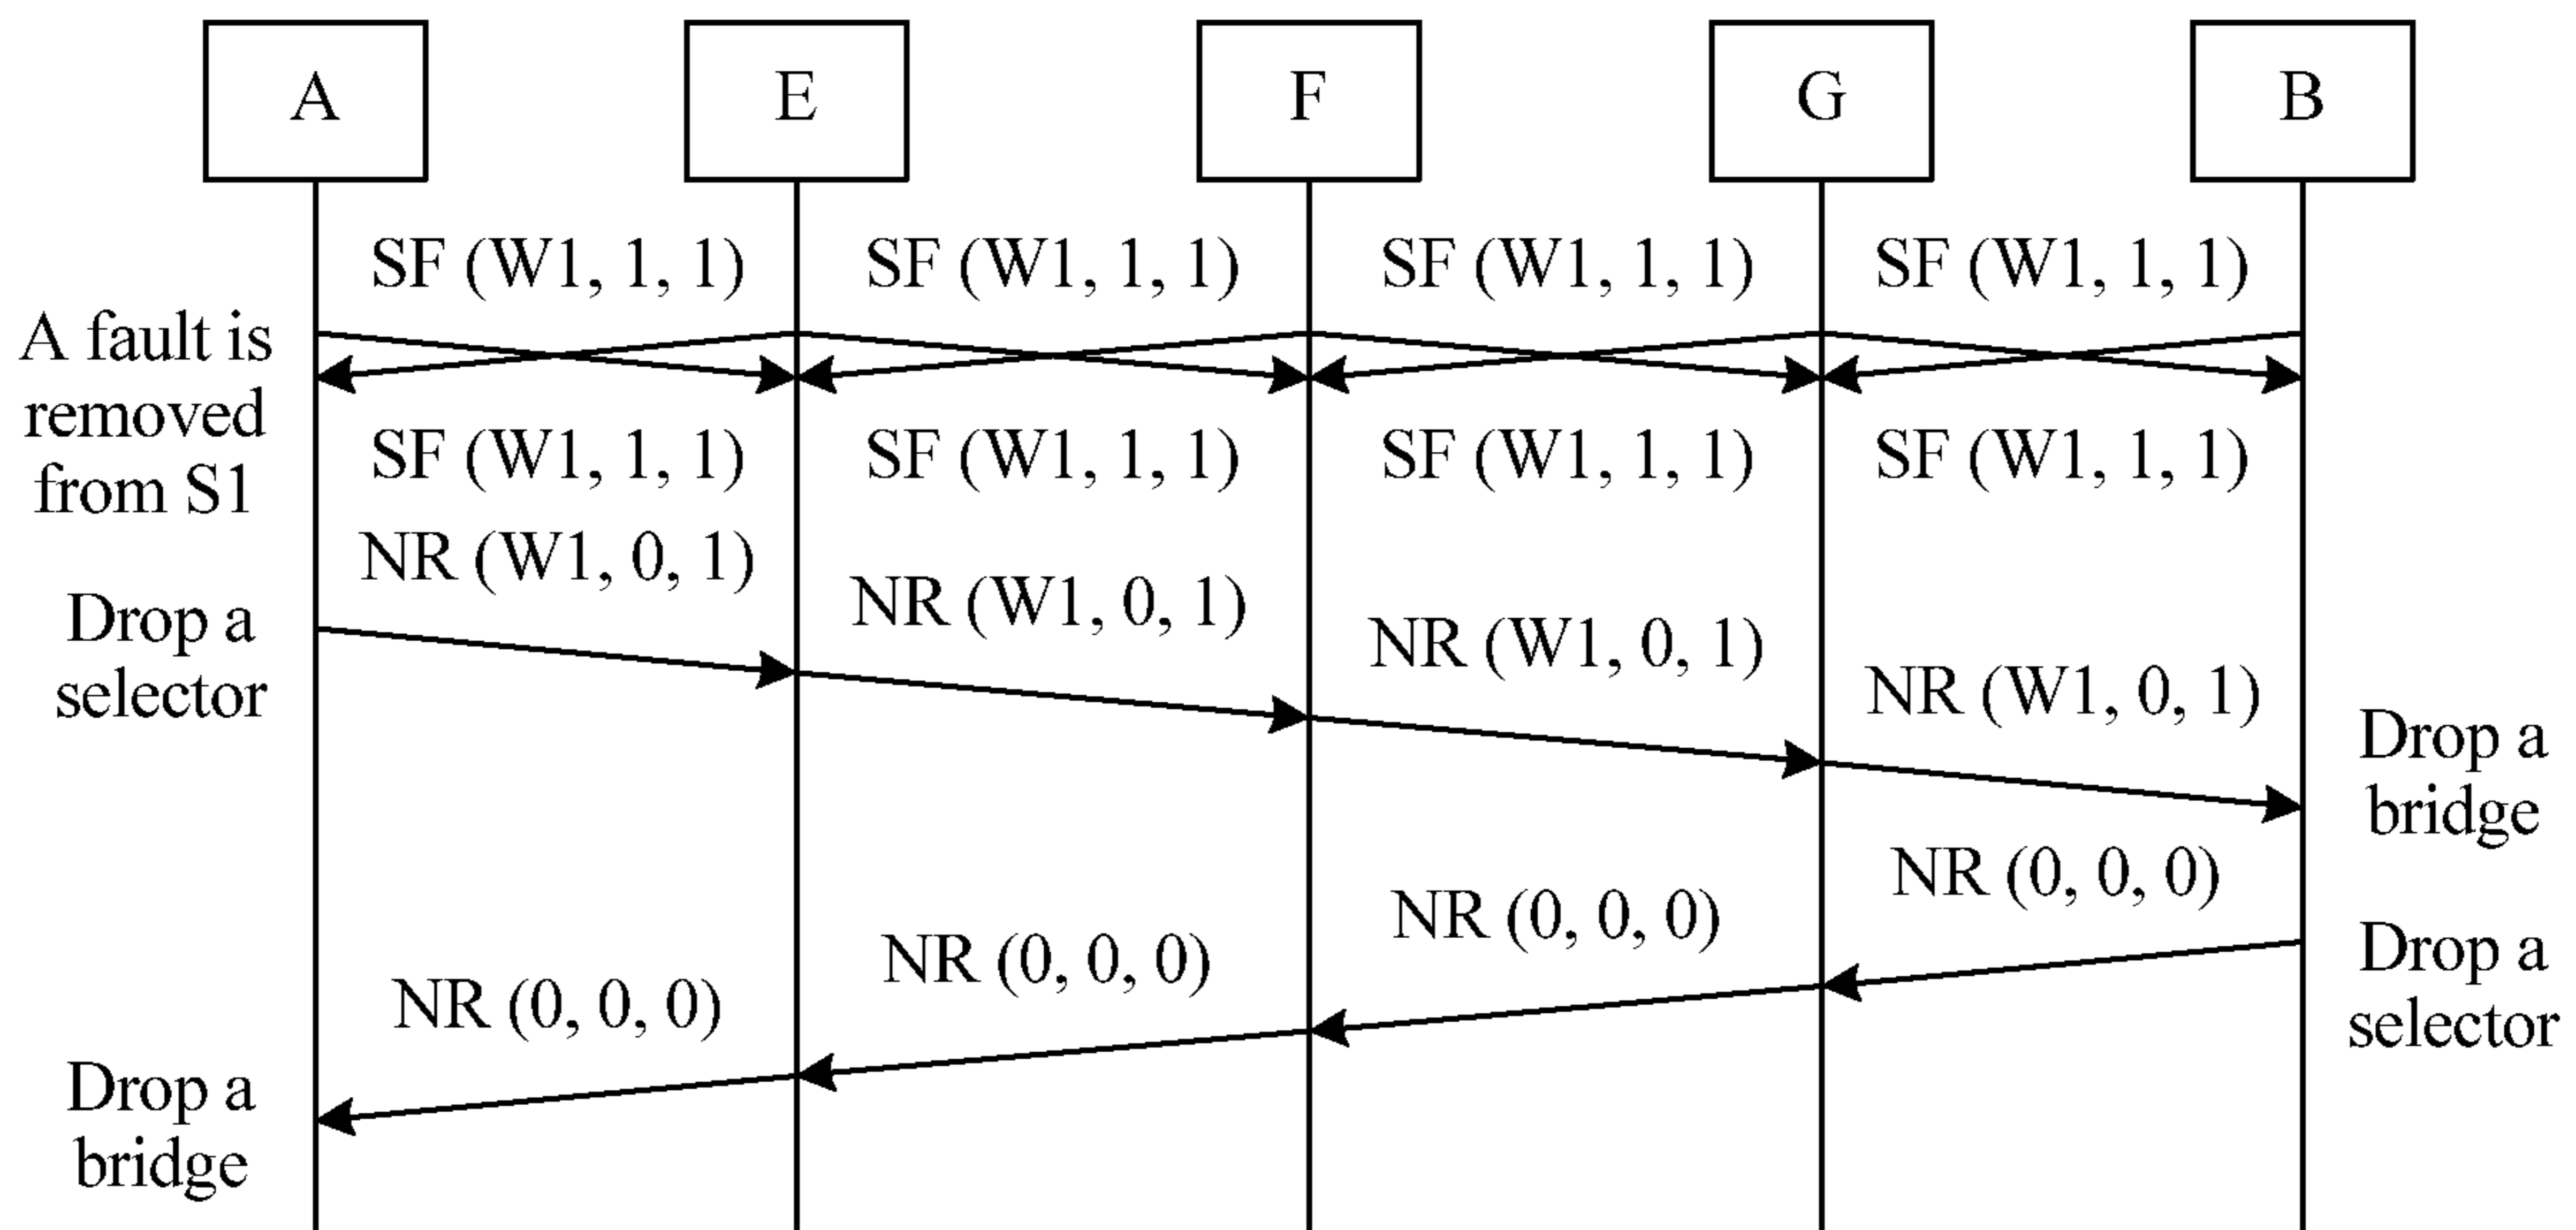 A
E
F
G
B
SF (W1, 1, 1)
SF (W1, 1, 1)
SF (W1, 1, 1)
SF (W1, 1, 1)
A fault is
removed
from S1
SF (W1, 1, 1)
SF (W1, 1, 1)
SF (W1, 1, 1)
SF (W1, 1, 1)
NR (W1, 0, 1)
NR (W1, 0, 1)
NR (W1, 0, 1)
NR (W1, 0, 1)
Drop a
selector
Drop a
bridge
NR (0, 0, 0)
NR (0, 0, 0)
NR (0, 0, 0)
NR (0, 0, 0)
Drop a
selector
Drop a
bridge